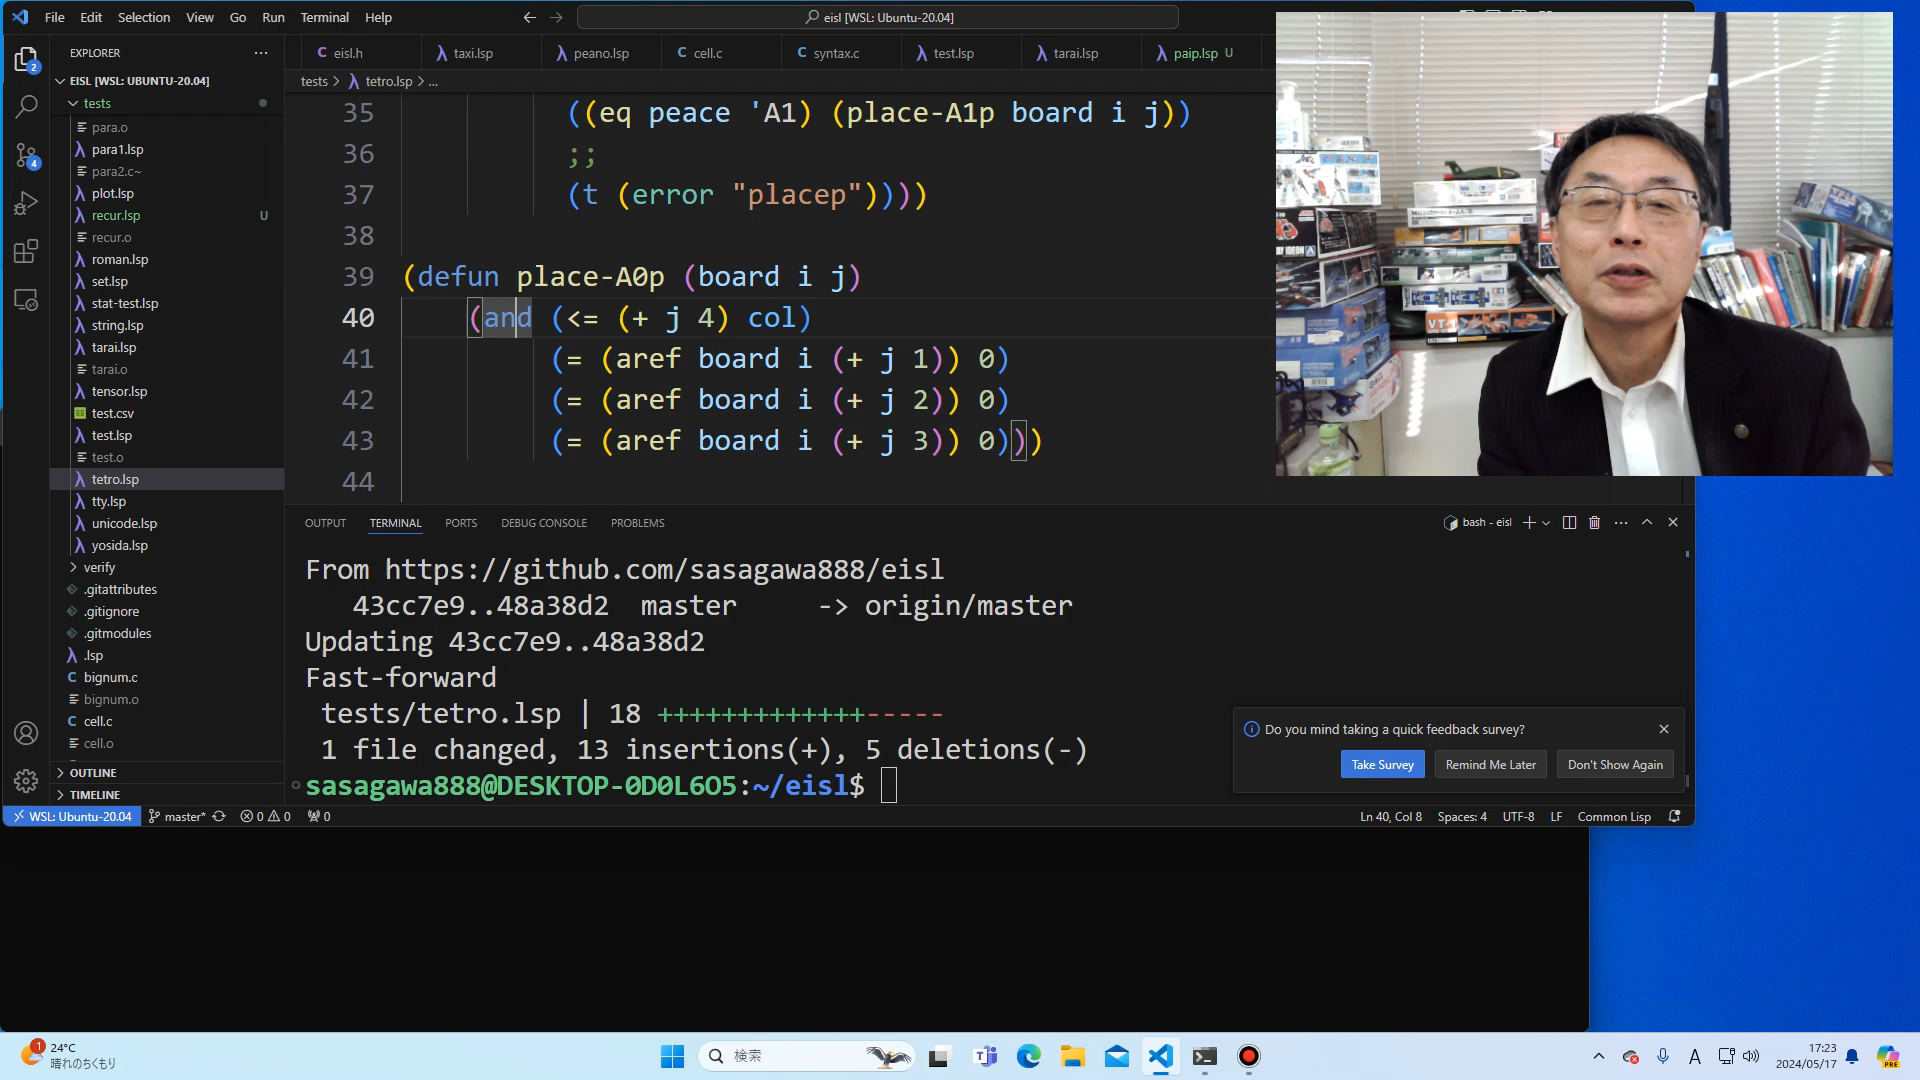 File Edit Selection View Go Run Terminal Help
eisl [WSL: Ubuntu-20.04]
EXPLORER
eisl.h taxi.lsp peano.lsp cell.c syntax.c test.lsp tarai.lsp paip.lsp U
EISL [WSL: UBUNTU-20.04]
tests > tetro.lsp > ...
tests
para.o
para1.lsp
para2.c~
plot.lsp
recur.lsp U
recur.o
roman.lsp
set.lsp
stat-test.lsp
string.lsp
tarai.lsp
tarai.o
tensor.lsp
test.csv
test.lsp
test.o
tetro.lsp
tty.lsp
unicode.lsp
yosida.lsp
verify
.gitattributes
.gitignore
.gitmodules
.lsp
bignum.c
bignum.o
cell.c
cell.o
OUTLINE
TIMELINE
2
4
35 ((eq peace 'A1) (place-A1p board i j))
36 ;;
37 (t (error "placep"))))
38
39 (defun place-A0p (board i j)
40 (and (<= (+ j 4) col)
41 (= (aref board i (+ j 1)) 0)
42 (= (aref board i (+ j 2)) 0)
43 (= (aref board i (+ j 3)) 0)))
44
OUTPUT TERMINAL PORTS DEBUG CONSOLE PROBLEMS
bash - eisl
From https://github.com/sasagawa888/eisl
43cc7e9..48a38d2 master -> origin/master
Updating 43cc7e9..48a38d2
Fast-forward
tests/tetro.lsp | 18 +++++++++++++-----
1 file changed, 13 insertions(+), 5 deletions(-)
sasagawa888@DESKTOP-0D0L6O5:~/eisl$
Do you mind taking a quick feedback survey?
Take Survey Remind Me Later Don't Show Again
WSL: Ubuntu-20.04 master* 0 0 0
Ln 40, Col 8 Spaces: 4 UTF-8 LF Common Lisp
1
24°C
晴れのちくもり
検索
A
17:23
2024/05/17
PRE